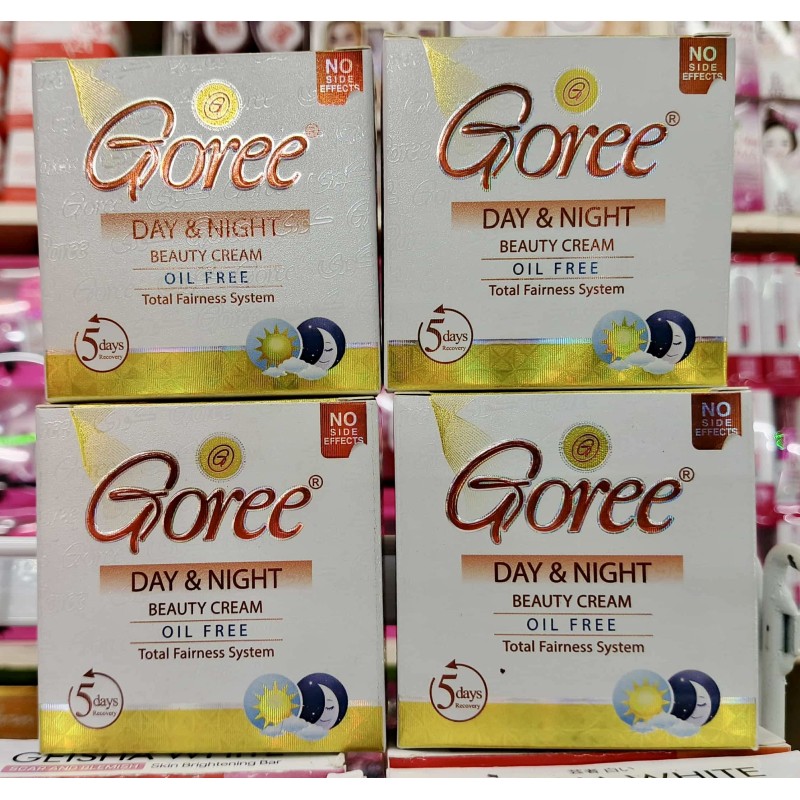 NO
SIDE
EFFECTS
Goree®
DAY & NIGHT
BEAUTY CREAM
OIL FREE
Total Fairness System
5 days
Recovery
NO
SIDE
EFFECTS
Goree®
DAY & NIGHT
BEAUTY CREAM
OIL FREE
Total Fairness System
5 days
Recovery
NO
SIDE
EFFECTS
Goree®
DAY & NIGHT
BEAUTY CREAM
OIL FREE
Total Fairness System
5 days
Recovery
NO
SIDE
EFFECTS
Goree®
DAY & NIGHT
BEAUTY CREAM
OIL FREE
Total Fairness System
5 days
Recovery
SCAR AND BLEMISH Skin Brightening Bar
WHITE